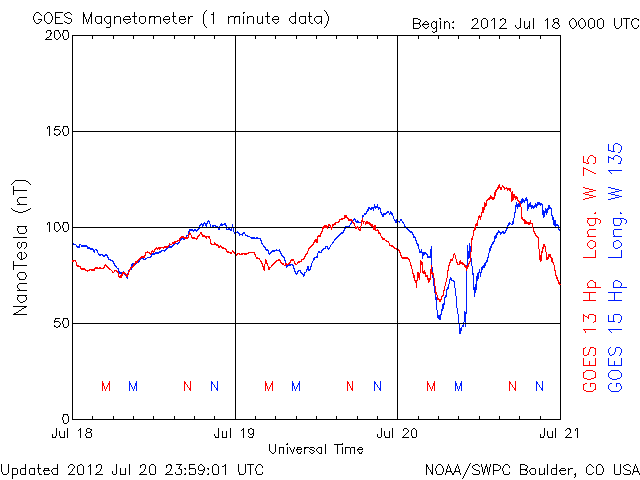 GOES Magnetometer (1 minute data)
Begin: 2012 Jul 18 0000 UTC
200
150
100
50
0
NanoTesla (nT)
M M N N M M N N M M N N
Jul 18 Jul 19 Jul 20 Jul 21
Universal Time
GOES 13 Hp Long. W 75
GOES 15 Hp Long. W 135
Updated 2012 Jul 20 23:59:01 UTC
NOAA/SWPC Boulder, CO USA